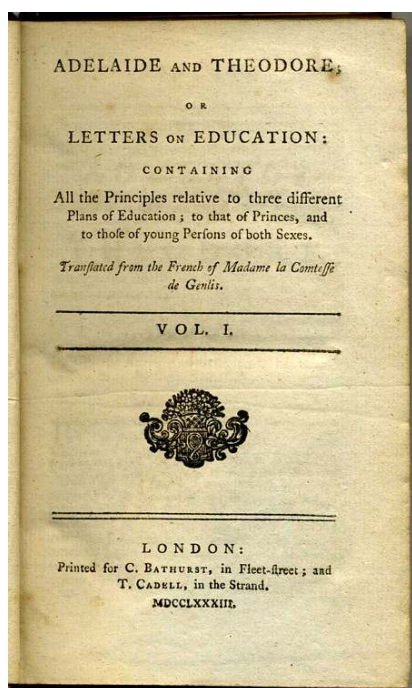 ADELAIDE AND THEODORE;
OR
LETTERS ON EDUCATION:
CONTAINING
All the Principles relative to three different
Plans of Education; to that of Princes, and
to thoſe of young Perſons of both Sexes.
Tranſlated from the French of Madame la Comteſſe
de Genlis.
VOL. I.
LONDON:
Printed for C. BATHURST, in Fleet-ſtreet; and
T. CADELL, in the Strand.
MDCCLXXXIII.